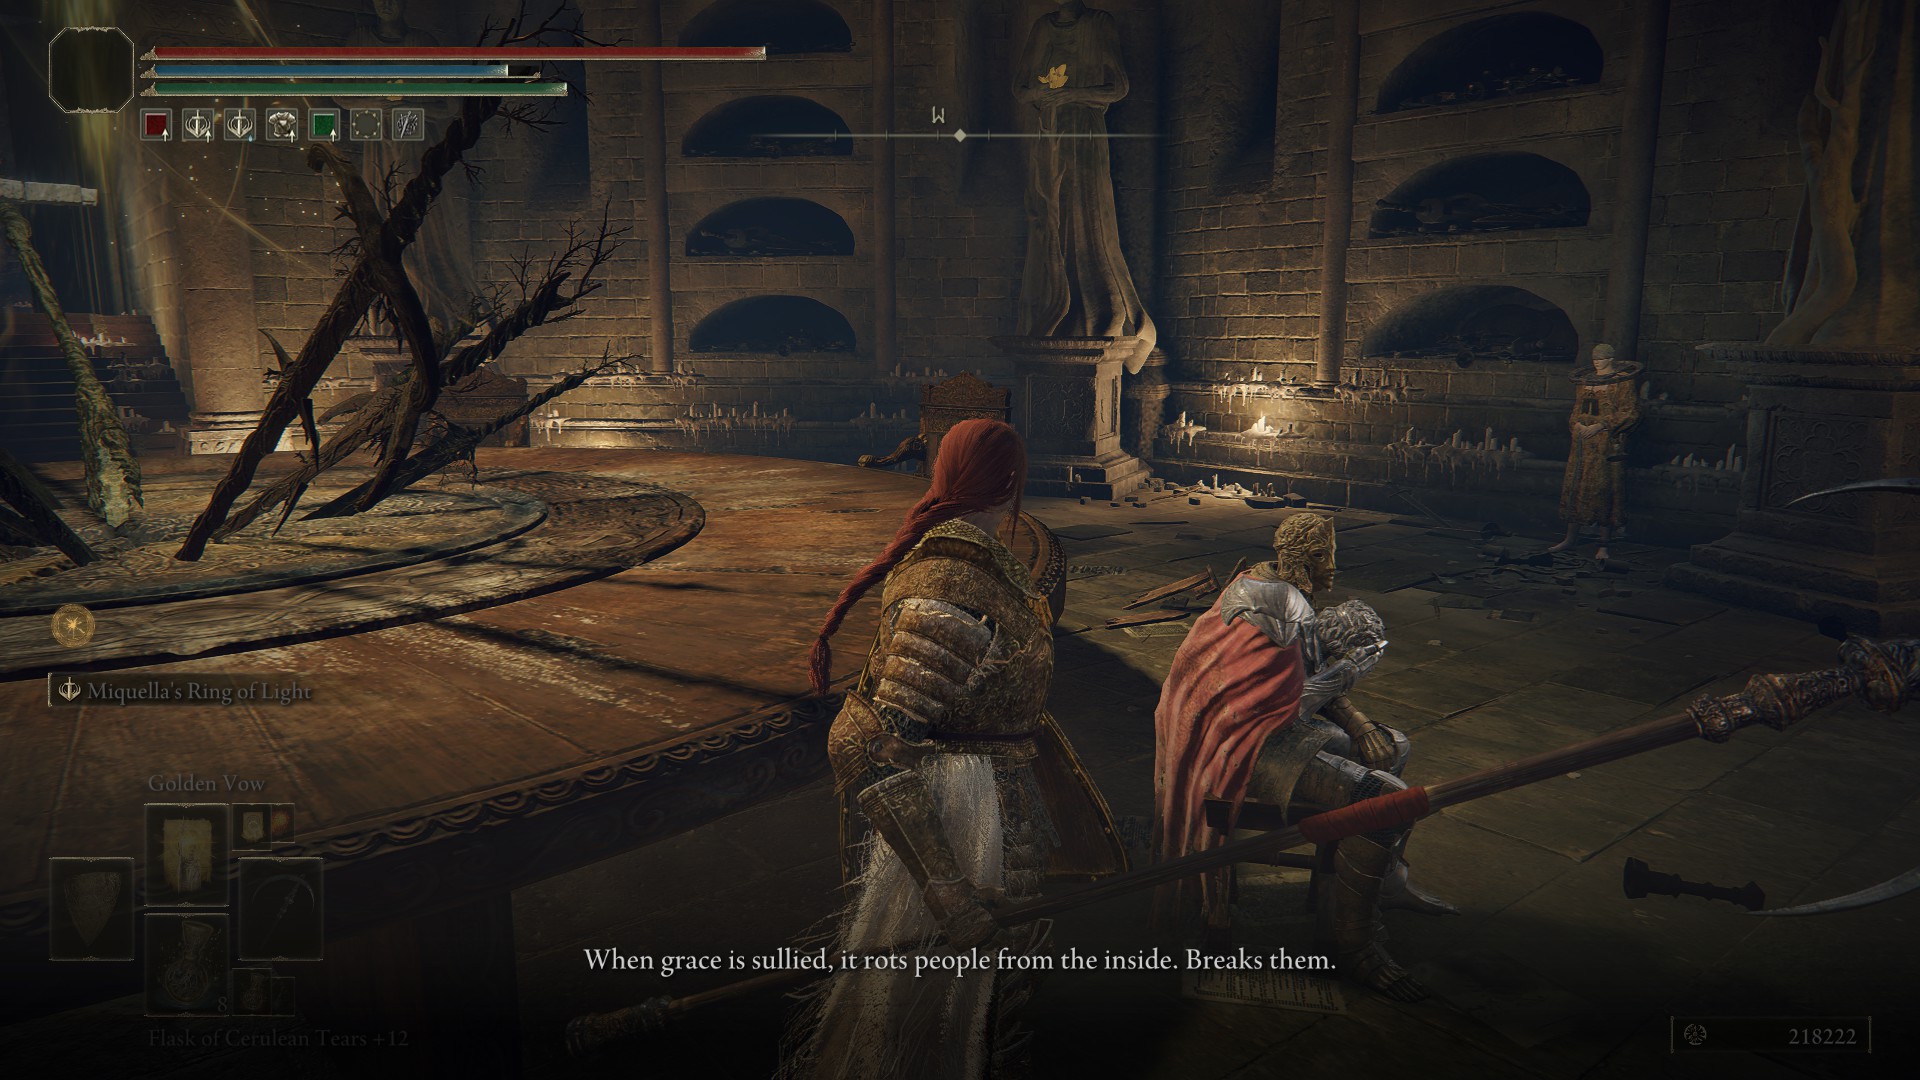 W
Miquella's Ring of Light
Golden Vow
8
Flask of Cerulean Tears +12
When grace is sullied, it rots people from the inside. Breaks them.
218222